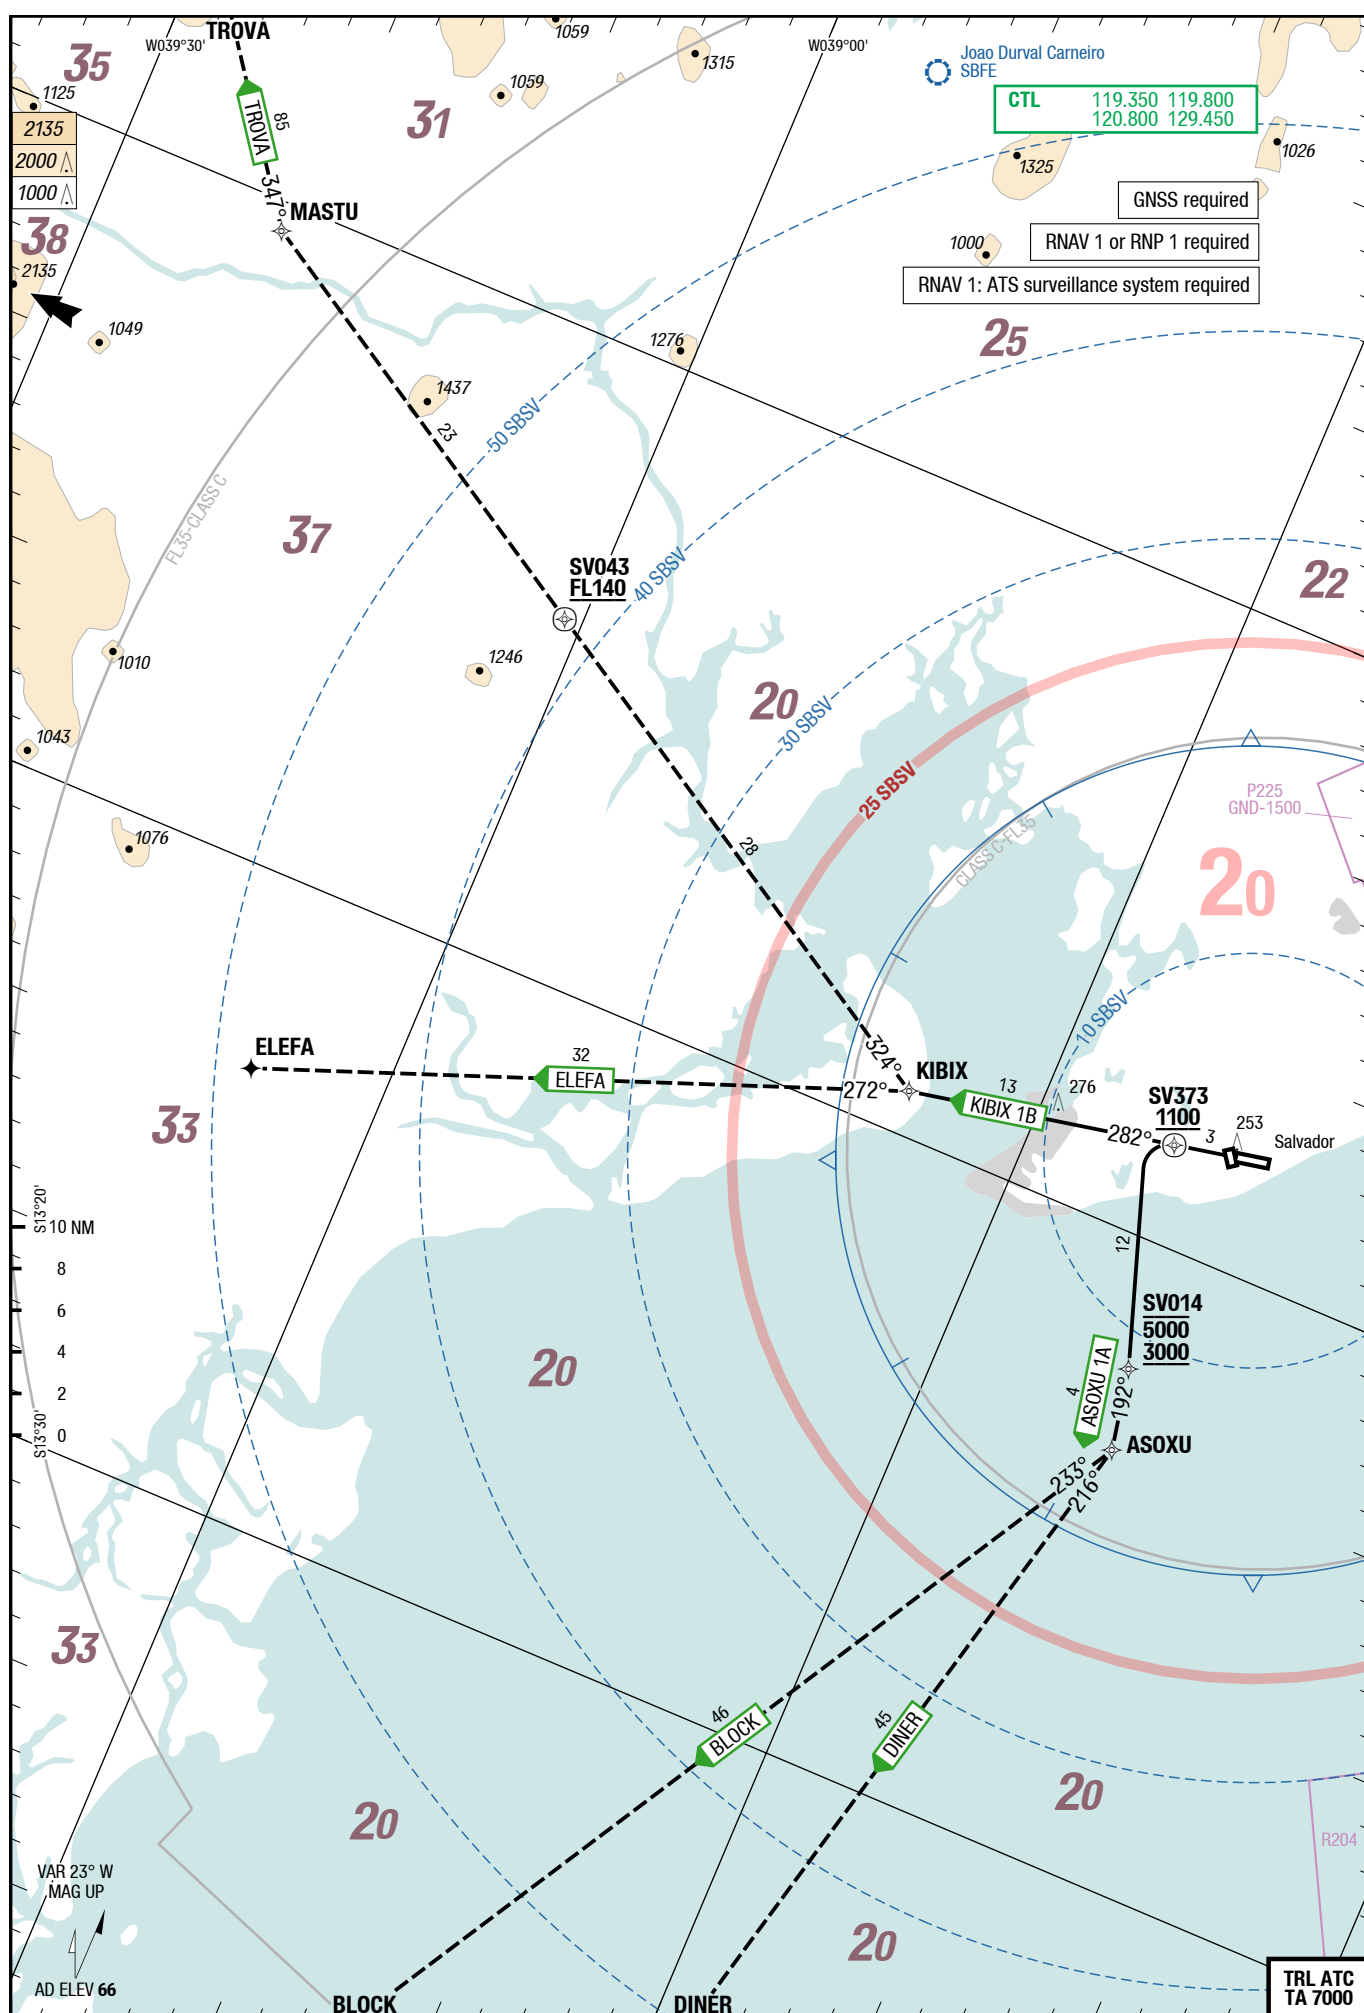 TROVA
W039°30'
1059
W039°00'
Joao Durval Carneiro
SBFE
35
1315
1125
1059
31
CTL 119.350 119.800
120.800 129.450
85
TROVA
347°
2135
2000
1000
1325
1026
GNSS required
MASTU
38
1000
RNAV 1 or RNP 1 required
2135
RNAV 1: ATS surveillance system required
1049
1276
25
1437
23
50 SBSV
FL35-CLASS C
37
SV043
FL140
40 SBSV
22
1010
1246
20
30 SBSV
1043
25 SBSV
P225
GND-1500
1076
28
CLASS C-FL35
20
10 SBSV
324°
ELEFA
32
ELEFA
272°
KIBIX
13
KIBIX 1B
276
282°
SV373
1100
3
253
Salvador
33
S13°20'
10 NM
8
6
4
2
0
S13°30'
12
SV014
5000
3000
20
4
ASOXU 1A
192°
ASOXU
233°
216°
33
46
BLOCK
45
DINER
20
20
R204
VAR 23° W
MAG UP
20
AD ELEV 66
BLOCK
DINER
TRL ATC
TA 7000